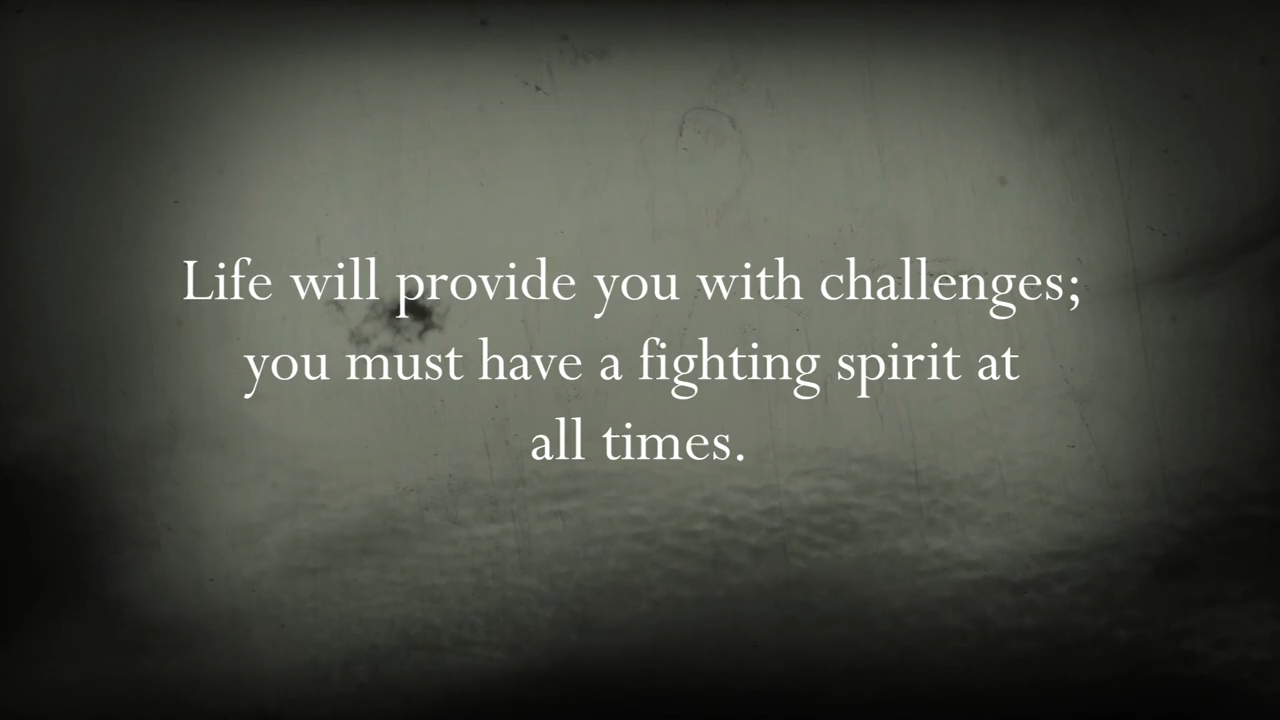 Life will provide you with challenges;
you must have a fighting spirit at
all times.